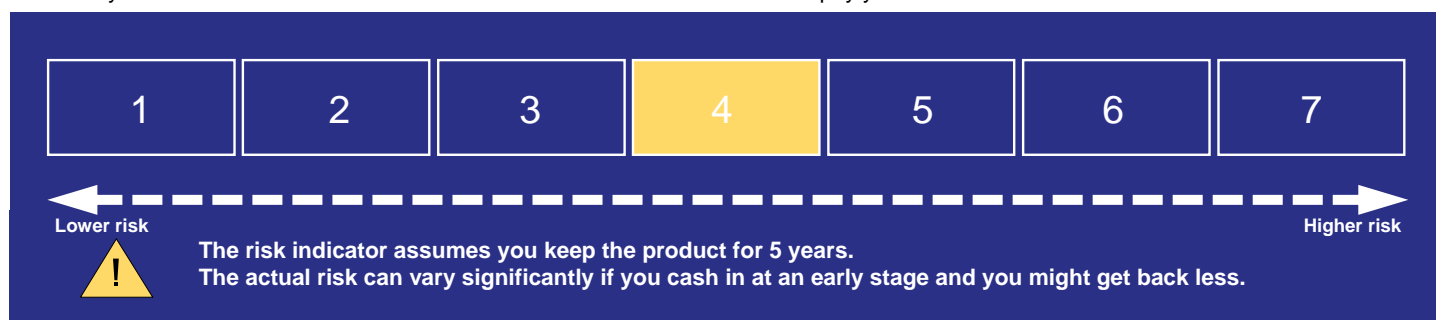 1 2 3 4 5 6 7
Lower risk Higher risk
! The risk indicator assumes you keep the product for 5 years.
The actual risk can vary significantly if you cash in at an early stage and you might get back less.